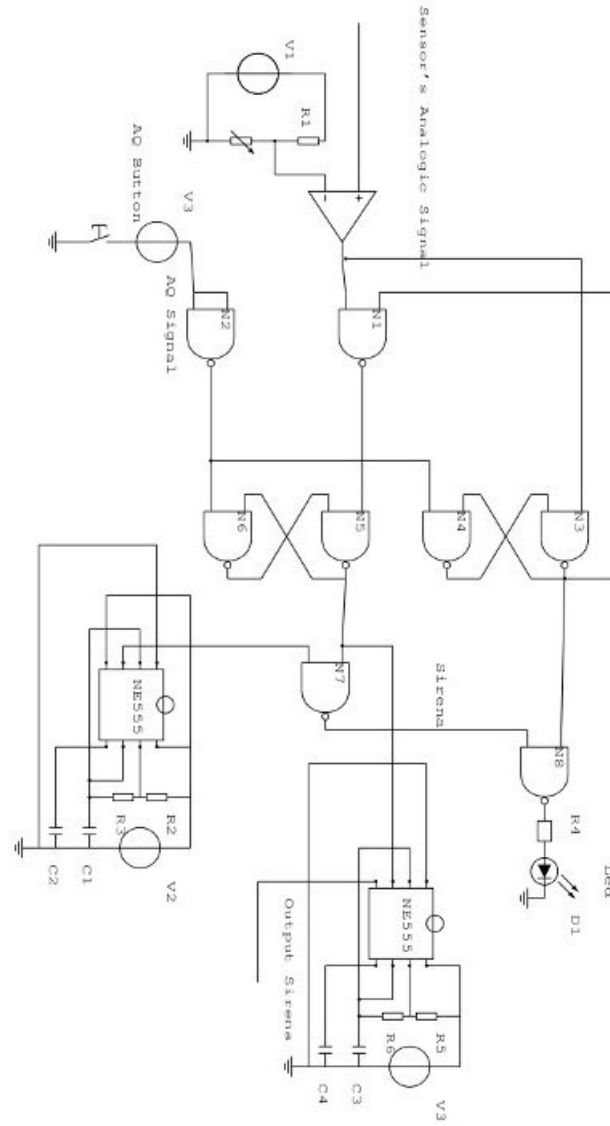 Sensor's Analogic Signal
V1
R1
+
-
AQ Button
V3
AQ Signal
N1
N2
N3
N4
N5
N6
N7
Sirena
N8
R4
Led
D1
NE555
R2
R3
V2
C1
C2
NE555
Output Sirena
R5
R6
V3
C3
C4